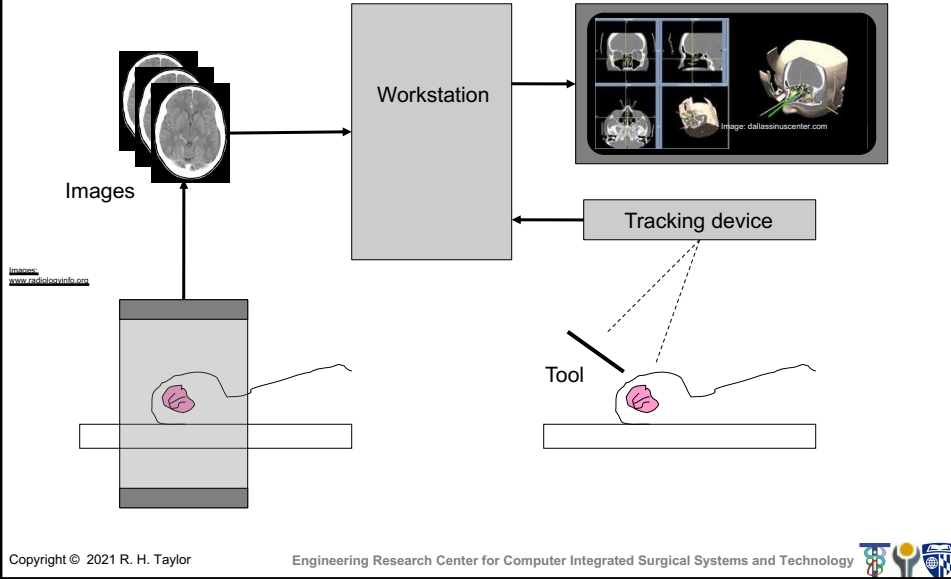 Workstation
Image: dallassinuscenter.com
Images
Tracking device
Images:
www.radiologyinfo.org
Tool
Copyright © 2021 R. H. Taylor
Engineering Research Center for Computer Integrated Surgical Systems and Technology